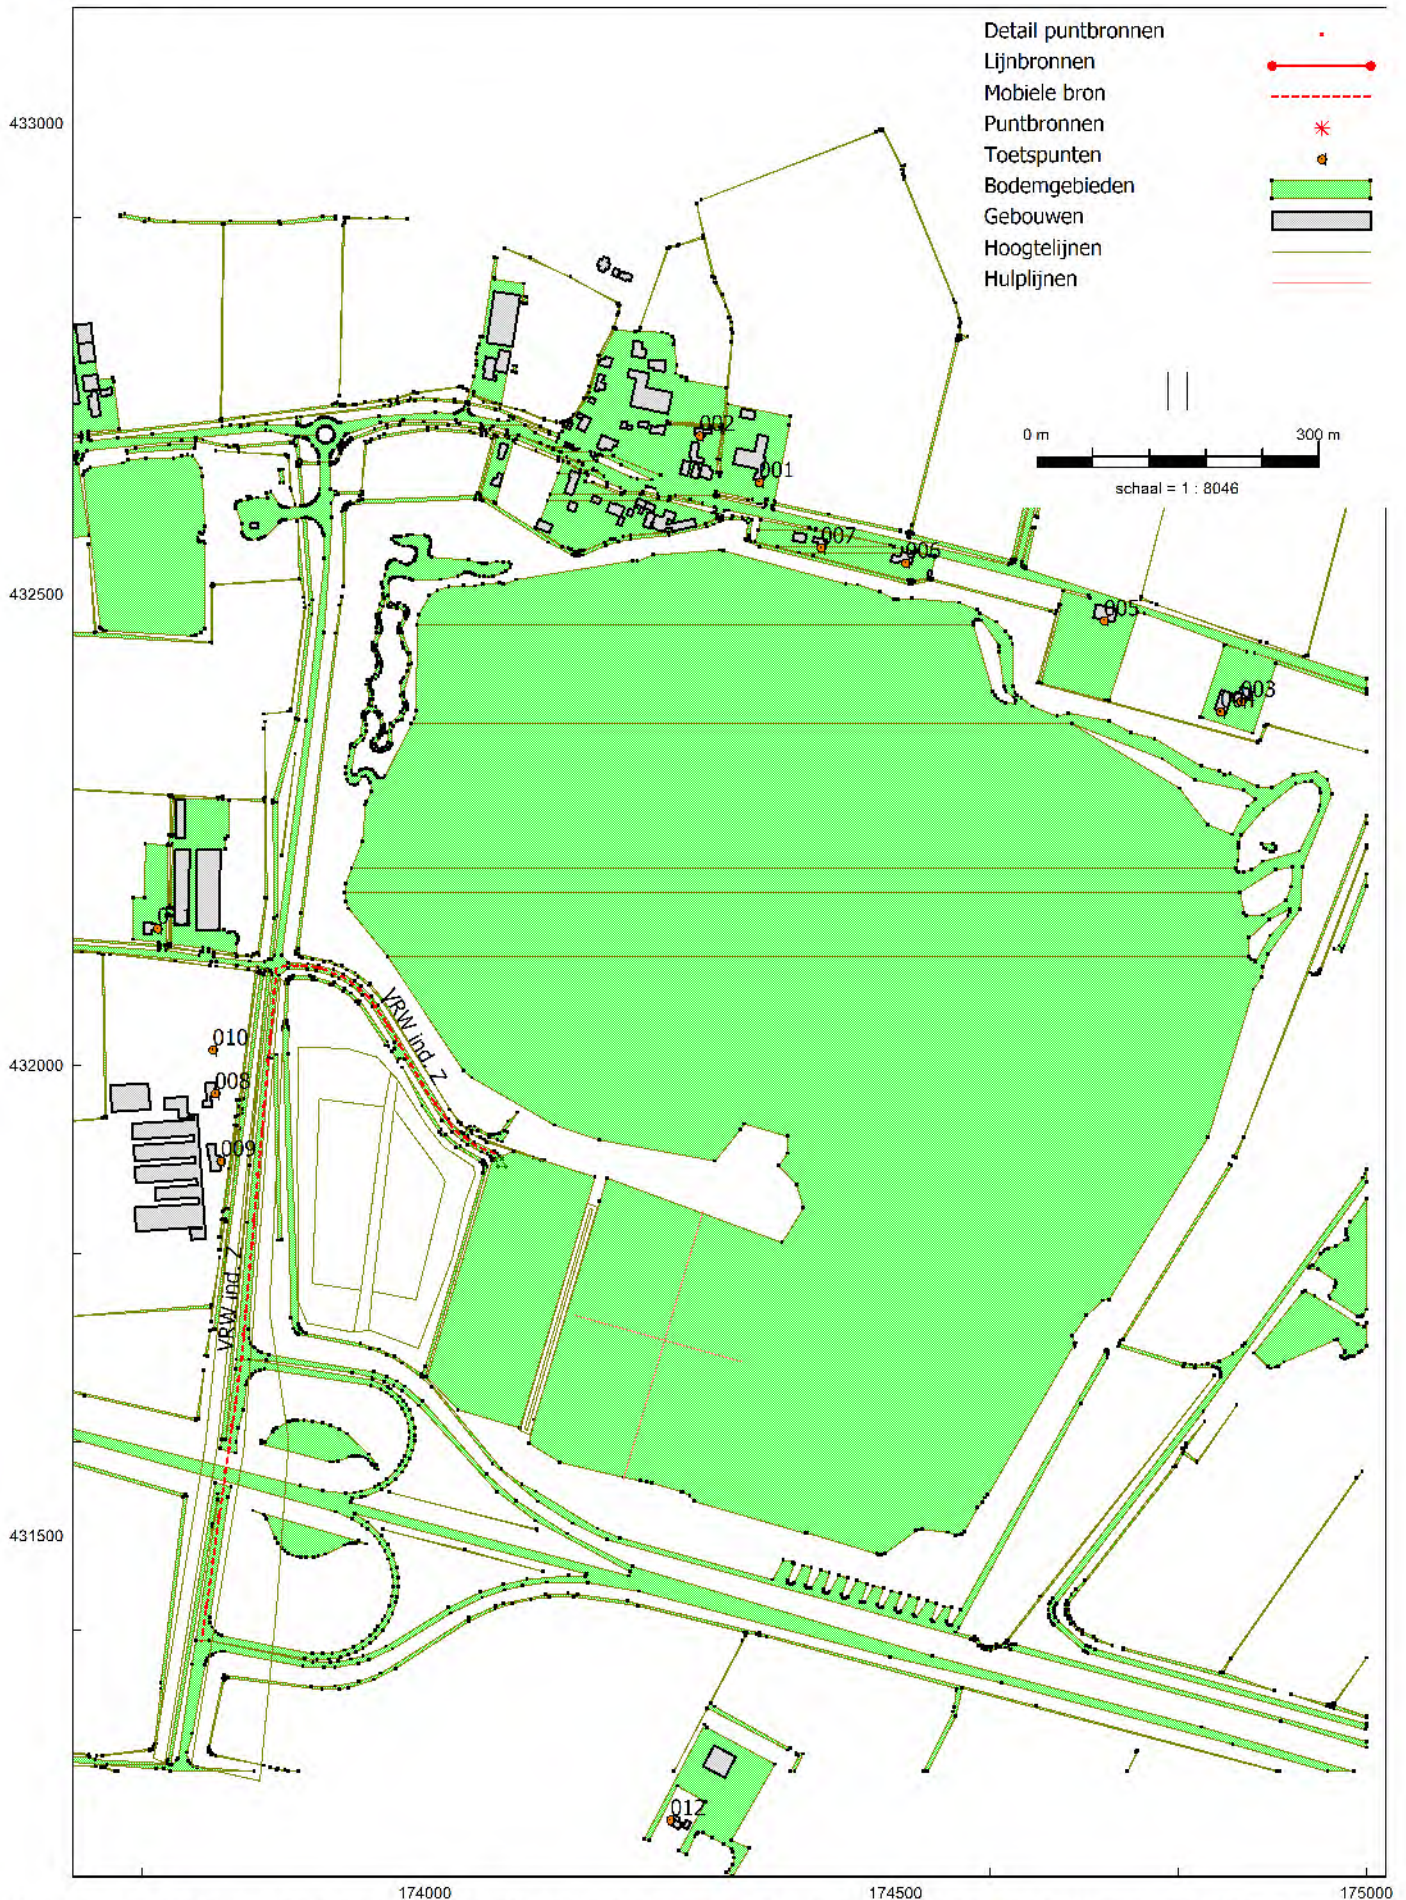 Detail puntbronnen
Lijnbronnen
Mobiele bron
Puntbronnen
Toetspunten
Bodemgebieden
Gebouwen
Hoogtelijnen
Hulplijnen
433000
0 m 300 m
schaal = 1 : 8046
002
001
007
006
432500
005
003
VRW ind. Z
010
432000
008
009
VRW ind. Z
431500
012
174000 174500 175000